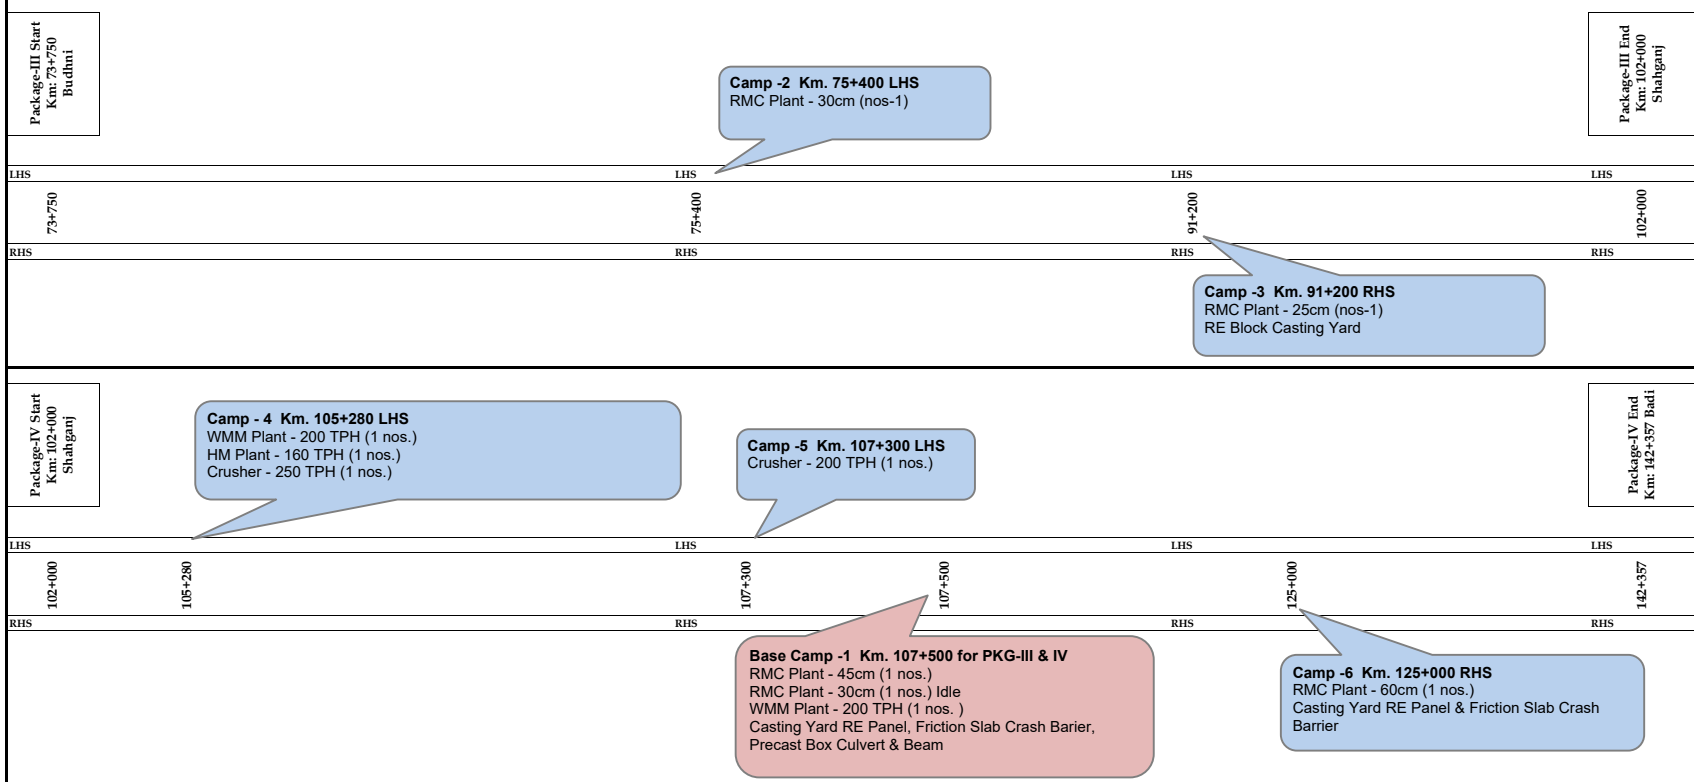 Package-III Start
Km: 73+750
Budhni
Package-III End
Km: 102+000
Shahganj
Camp -2  Km. 75+400 LHS
RMC Plant - 30cm (nos-1)
LHS
LHS
LHS
LHS
73+750
75+400
91+200
102+000
RHS
RHS
RHS
RHS
Camp -3  Km. 91+200 RHS
RMC Plant - 25cm (nos-1)
RE Block Casting Yard
Package-IV Start
Km: 102+000
Shahganj
Camp - 4  Km. 105+280 LHS
WMM Plant - 200 TPH (1 nos.)
HM Plant - 160 TPH (1 nos.)
Crusher - 250 TPH (1 nos.)
Camp -5  Km. 107+300 LHS
Crusher - 200 TPH (1 nos.)
Package-IV End
Km: 142+357 Badi
LHS
LHS
LHS
LHS
102+000
105+280
107+300
107+500
125+000
142+357
RHS
RHS
RHS
RHS
Base Camp -1  Km. 107+500 for PKG-III & IV
RMC Plant - 45cm (1 nos.)
RMC Plant - 30cm (1 nos.) Idle
WMM Plant - 200 TPH (1 nos. )
Casting Yard RE Panel, Friction Slab Crash Barier,
Precast Box Culvert & Beam
Camp -6  Km. 125+000 RHS
RMC Plant - 60cm (1 nos.)
Casting Yard RE Panel & Friction Slab Crash
Barrier